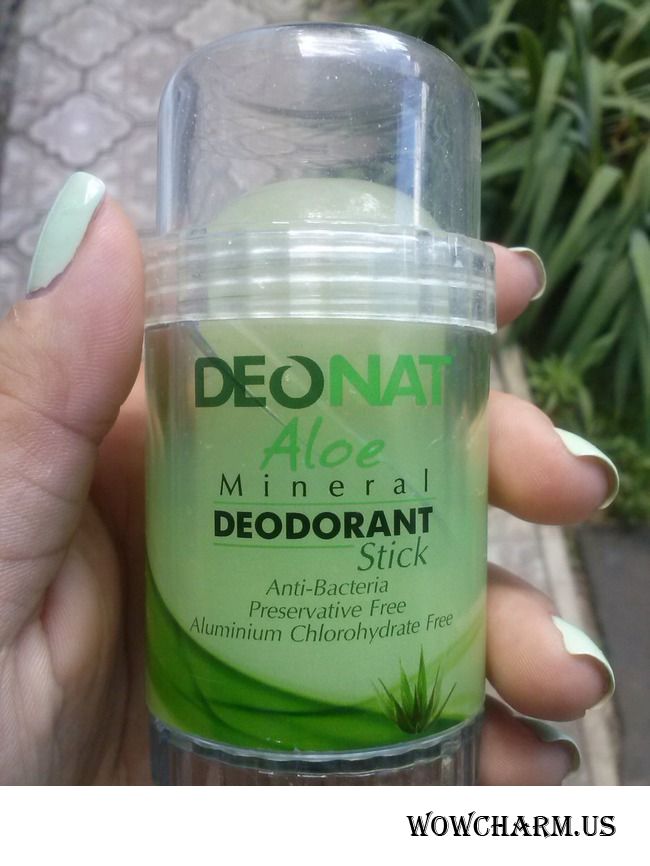 DEONAT
Aloe
Mineral
DEODORANT
Stick
Anti-Bacteria
Preservative Free
Aluminium Chlorohydrate Free
WOWCHARM.US